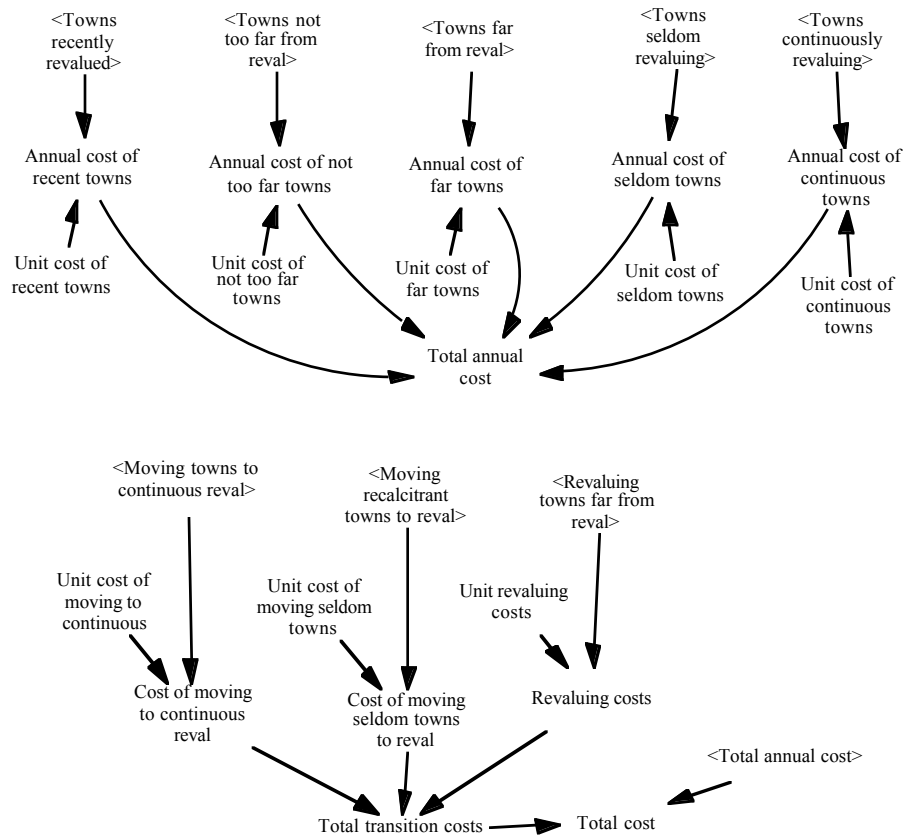 <Towns
recently
revalued>
<Towns not
too far from
reval>
<Towns far
from reval>
<Towns
seldom
revaluing>
<Towns
continuously
revaluing>
Annual cost of
recent towns
Annual cost of not
too far towns
Annual cost of
far towns
Annual cost of
seldom towns
Annual cost of
continuous
towns
Unit cost of
recent towns
Unit cost of
not too far
towns
Unit cost of
far towns
Unit cost of
seldom towns
Unit cost of
continuous
towns
Total annual
cost
<Moving towns to
continuous reval>
<Moving
recalcitrant
towns to reval>
<Revaluing
towns far from
reval>
Unit cost of
moving to
continuous
Unit cost of
moving seldom
towns
Unit revaluing
costs
Cost of moving
to continuous
reval
Cost of moving
seldom towns
to reval
Revaluing costs
<Total annual cost>
Total transition costs
Total cost